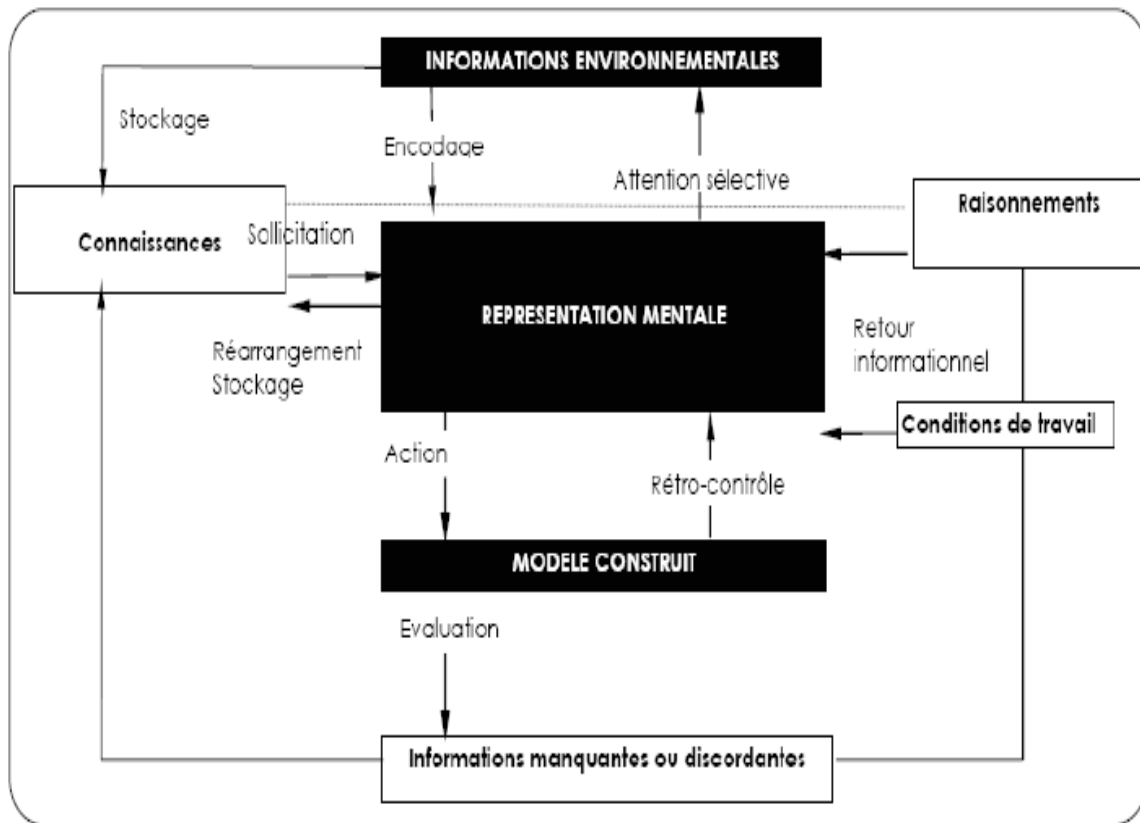 INFORMATIONS ENVIRONNEMENTALES
Stockage
Encodage
Attention sélective
Raisonnements
Connaissances
Sollicitation
REPRESENTATION MENTALE
Réarrangement
Stockage
Retour
informationnel
Conditions de travail
Action
Rétro-contrôle
MODELE CONSTRUIT
Evaluation
Informations manquantes ou discordantes